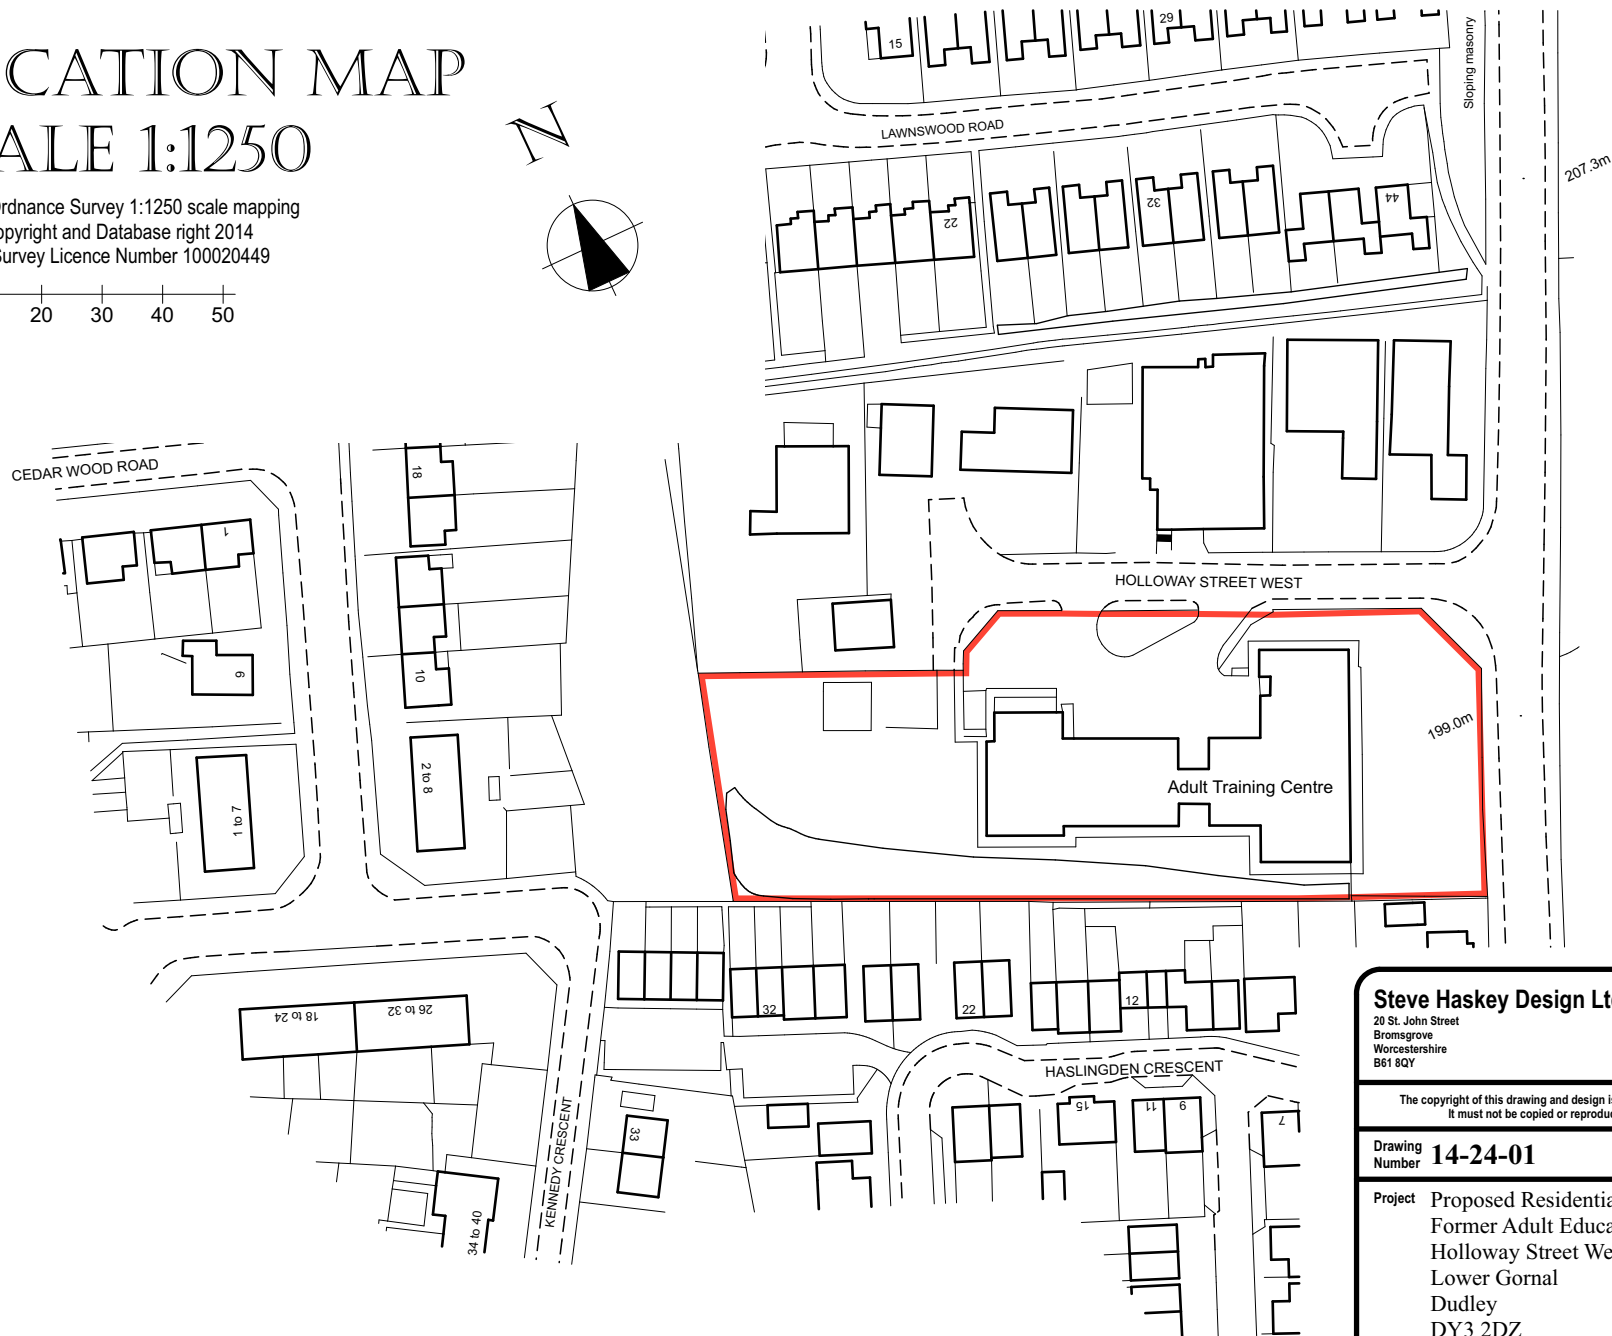 CATION MAP
ALE 1:1250
rdnance Survey 1:1250 scale mapping
opyright and Database right 2014
Survey Licence Number 100020449
20 30 40 50
N
15
29
Sloping masonry
LAWNSWOOD ROAD
207.3m
22
32
44
CEDAR WOOD ROAD
18
1
HOLLOWAY STREET WEST
6
10
199.0m
2 to 8
1 to 7
Adult Training Centre
18 to 24
26 to 32
32
22
12
HASLINGDEN CRESCENT
15
11
9
7
33
KENNEDY CRESCENT
34 to 40
Steve Haskey Design Lt
20 St. John Street
Bromsgrove
Worcestershire
B61 8QY
The copyright of this drawing and design is
It must not be copied or reprodu
Drawing
Number 14-24-01
Project Proposed Residentia
Former Adult Educa
Holloway Street We
Lower Gornal
Dudley
DY3 2DZ